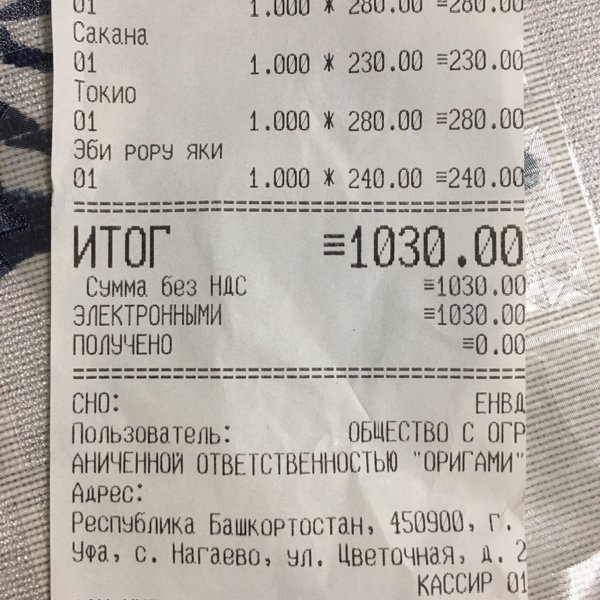 01 1.000 * 280.00 ≡280.00
Сакана
01 1.000 * 230.00 ≡230.00
Токио
01 1.000 * 280.00 ≡280.00
Эби рору яки
01 1.000 * 240.00 ≡240.00
ИТОГ ≡1030.00
Сумма без НДС ≡1030.00
ЭЛЕКТРОННЫМИ ≡1030.00
ПОЛУЧЕНО ≡0.00
СНО: ЕНВД
Пользователь: ОБЩЕСТВО С ОГР
АНИЧЕННОЙ ОТВЕТСТВЕННОСТЬЮ "ОРИГАМИ"
Адрес:
Республика Башкортостан, 450900, г.
Уфа, с. Нагаево, ул. Цветочная, д. 2
КАССИР 01